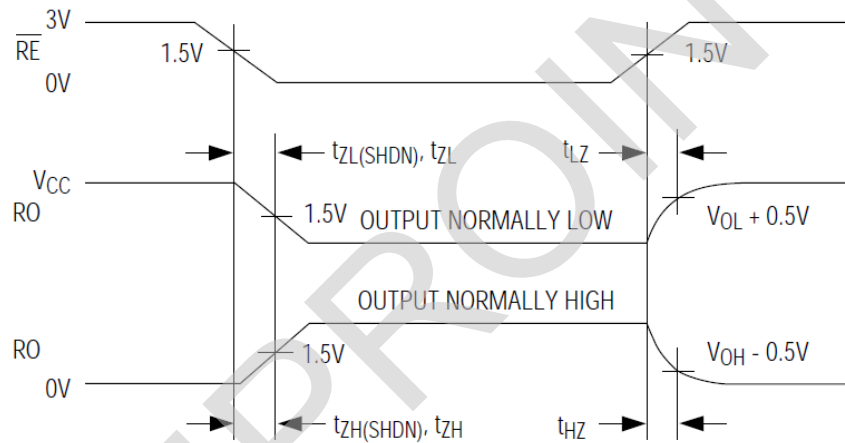 3V
RE
1.5V
1.5V
0V
tZL(SHDN), tZL
tLZ
VCC
RO
1.5V
OUTPUT NORMALLY LOW
VOL + 0.5V
OUTPUT NORMALLY HIGH
RO
1.5V
VOH - 0.5V
0V
tZH(SHDN), tZH
tHZ
PROIN